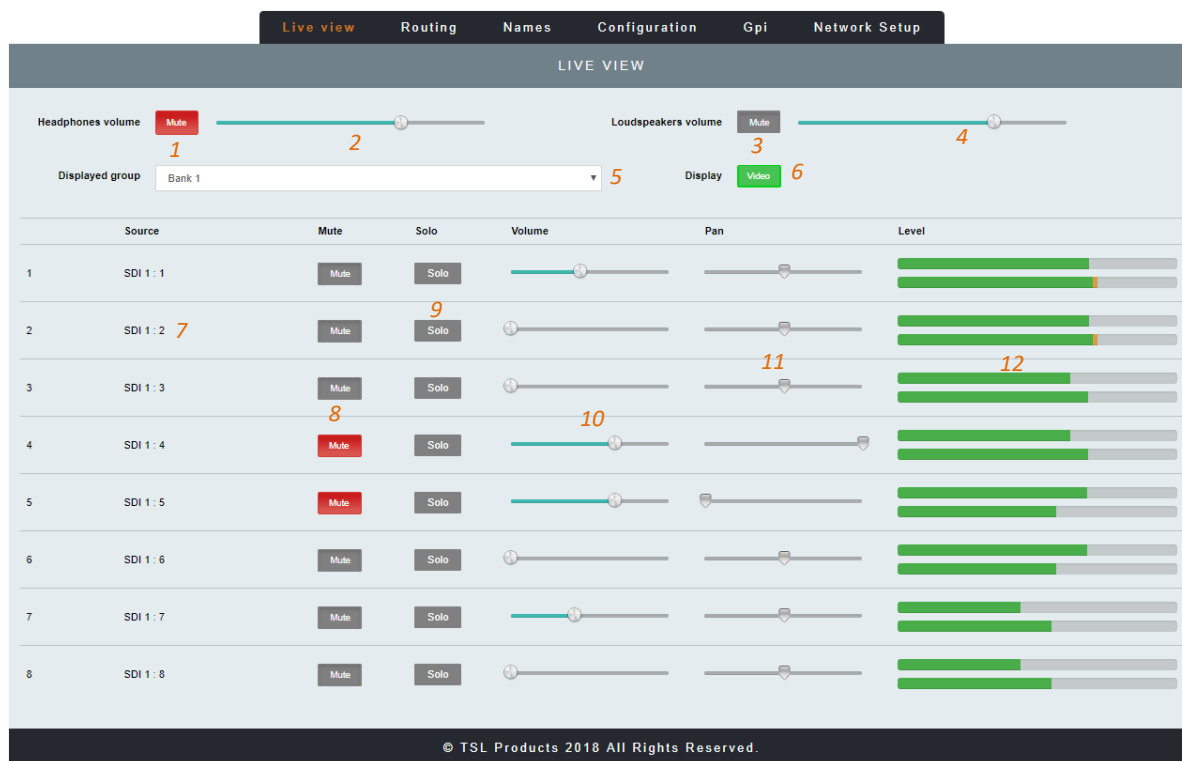 Live view Routing Names Configuration Gpi Network Setup
LIVE VIEW
Headphones volume Mute Loudspeakers volume Mute
1 2 3 4
Displayed group Bank 1 5 Display Video 6
Source Mute Solo Volume Pan Level
1 SDI 1 : 1 Mute Solo
9
2 SDI 1 : 2 7 Mute Solo
11 12
3 SDI 1 : 3 Mute Solo
8 10
4 SDI 1 : 4 Mute Solo
5 SDI 1 : 5 Mute Solo
6 SDI 1 : 6 Mute Solo
7 SDI 1 : 7 Mute Solo
8 SDI 1 : 8 Mute Solo
© TSL Products 2018 All Rights Reserved.